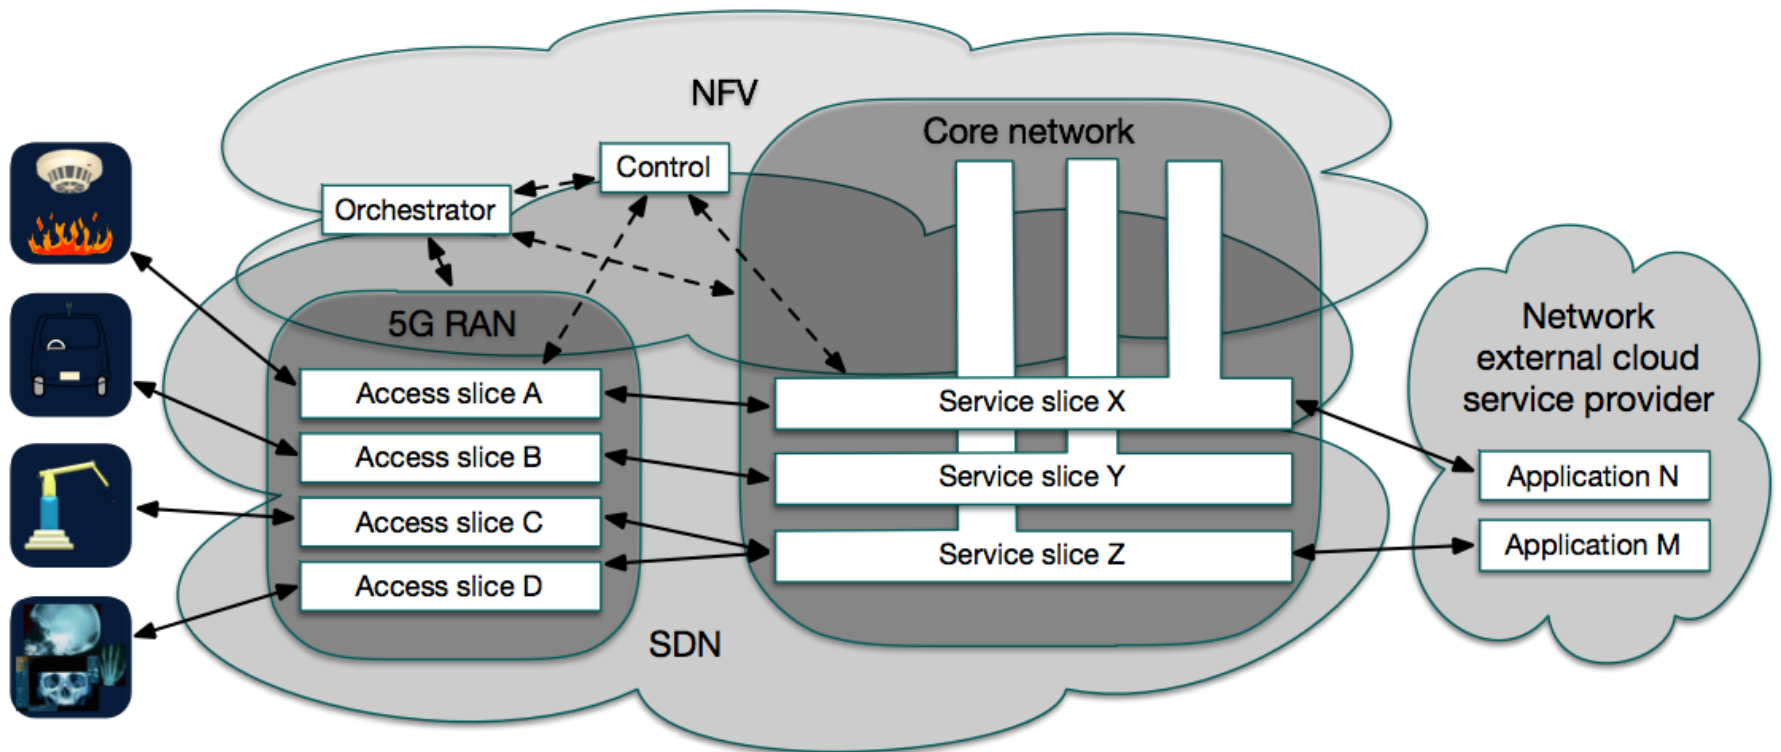 NFV
Core network
Control
Orchestrator
5G RAN
Access slice A
Access slice B
Access slice C
Access slice D
Service slice X
Service slice Y
Service slice Z
SDN
Network
external cloud
service provider
Application N
Application M